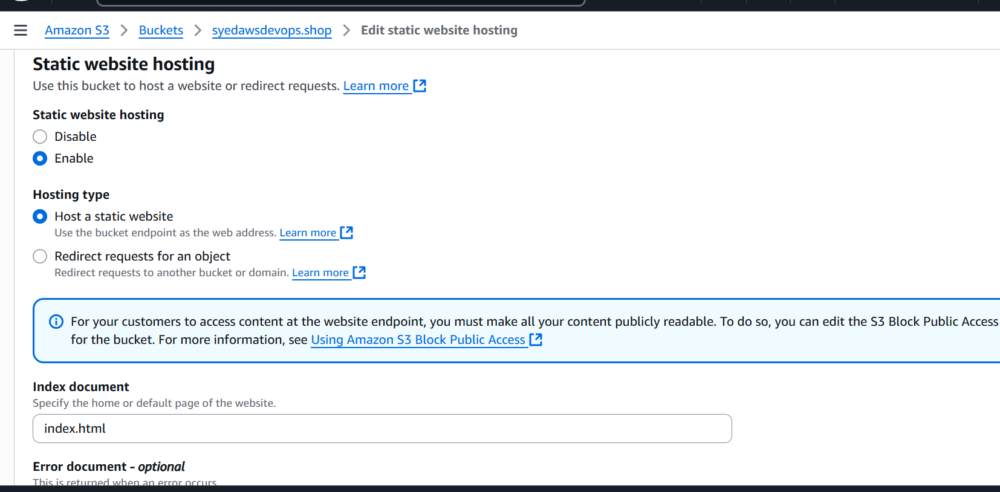 Amazon S3 > Buckets > syedawsdevops.shop > Edit static website hosting
Static website hosting
Use this bucket to host a website or redirect requests. Learn more
Static website hosting
Disable
Enable
Hosting type
Host a static website
Use the bucket endpoint as the web address. Learn more
Redirect requests for an object
Redirect requests to another bucket or domain. Learn more
For your customers to access content at the website endpoint, you must make all your content publicly readable. To do so, you can edit the S3 Block Public Access
for the bucket. For more information, see Using Amazon S3 Block Public Access
Index document
Specify the home or default page of the website.
index.html
Error document - optional
This is returned when an error occurs.